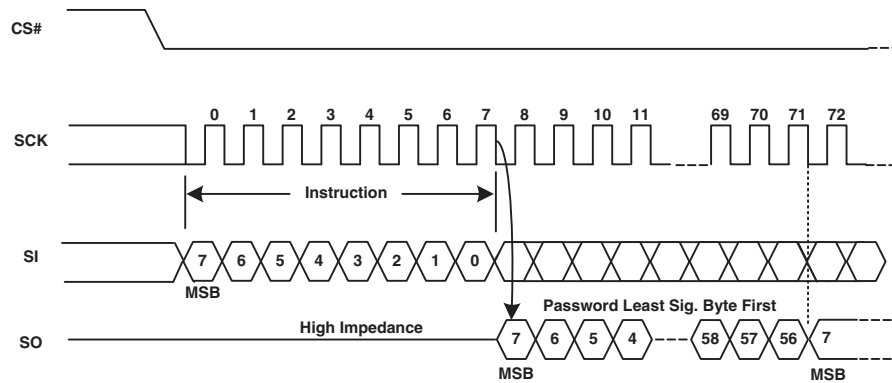 CS#
0 1 2 3 4 5 6 7 8 9 10 11 69 70 71 72
SCK
Instruction
SI
7 6 5 4 3 2 1 0
MSB
Password Least Sig. Byte First
High Impedance
SO
7 6 5 4 58 57 56 7
MSB MSB